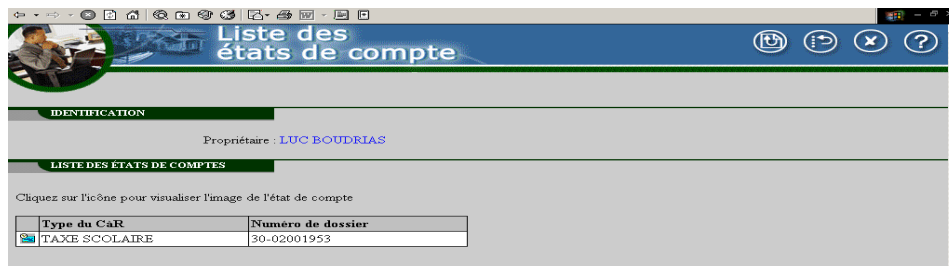 Liste des
états de compte
IDENTIFICATION
Propriétaire : LUC BOUDRIAS
LISTE DES ÉTATS DE COMPTES
Cliquez sur l'icône pour visualiser l'image de l'état de compte
Type du CàR Numéro de dossier
TAXE SCOLAIRE 30-02001953